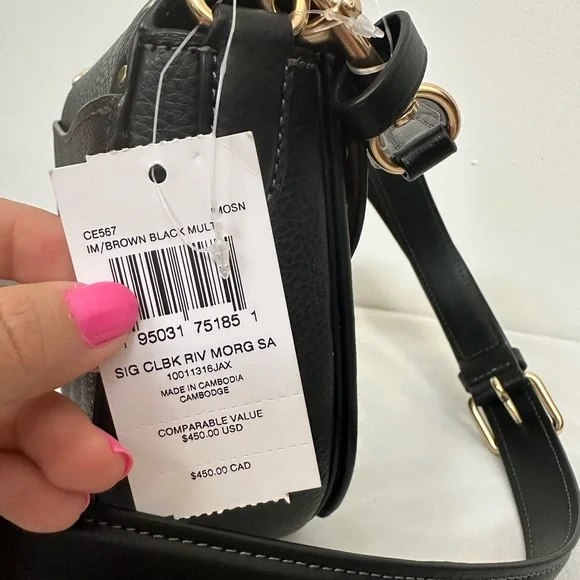 CE567 MOSN
IM/BROWN BLACK MULT
95031 75185 1
SIG CLBK RIV MORG SA
10011316JAX
MADE IN CAMBODIA
CAMBODGE
COMPARABLE VALUE
$450.00 USD
$450.00 CAD